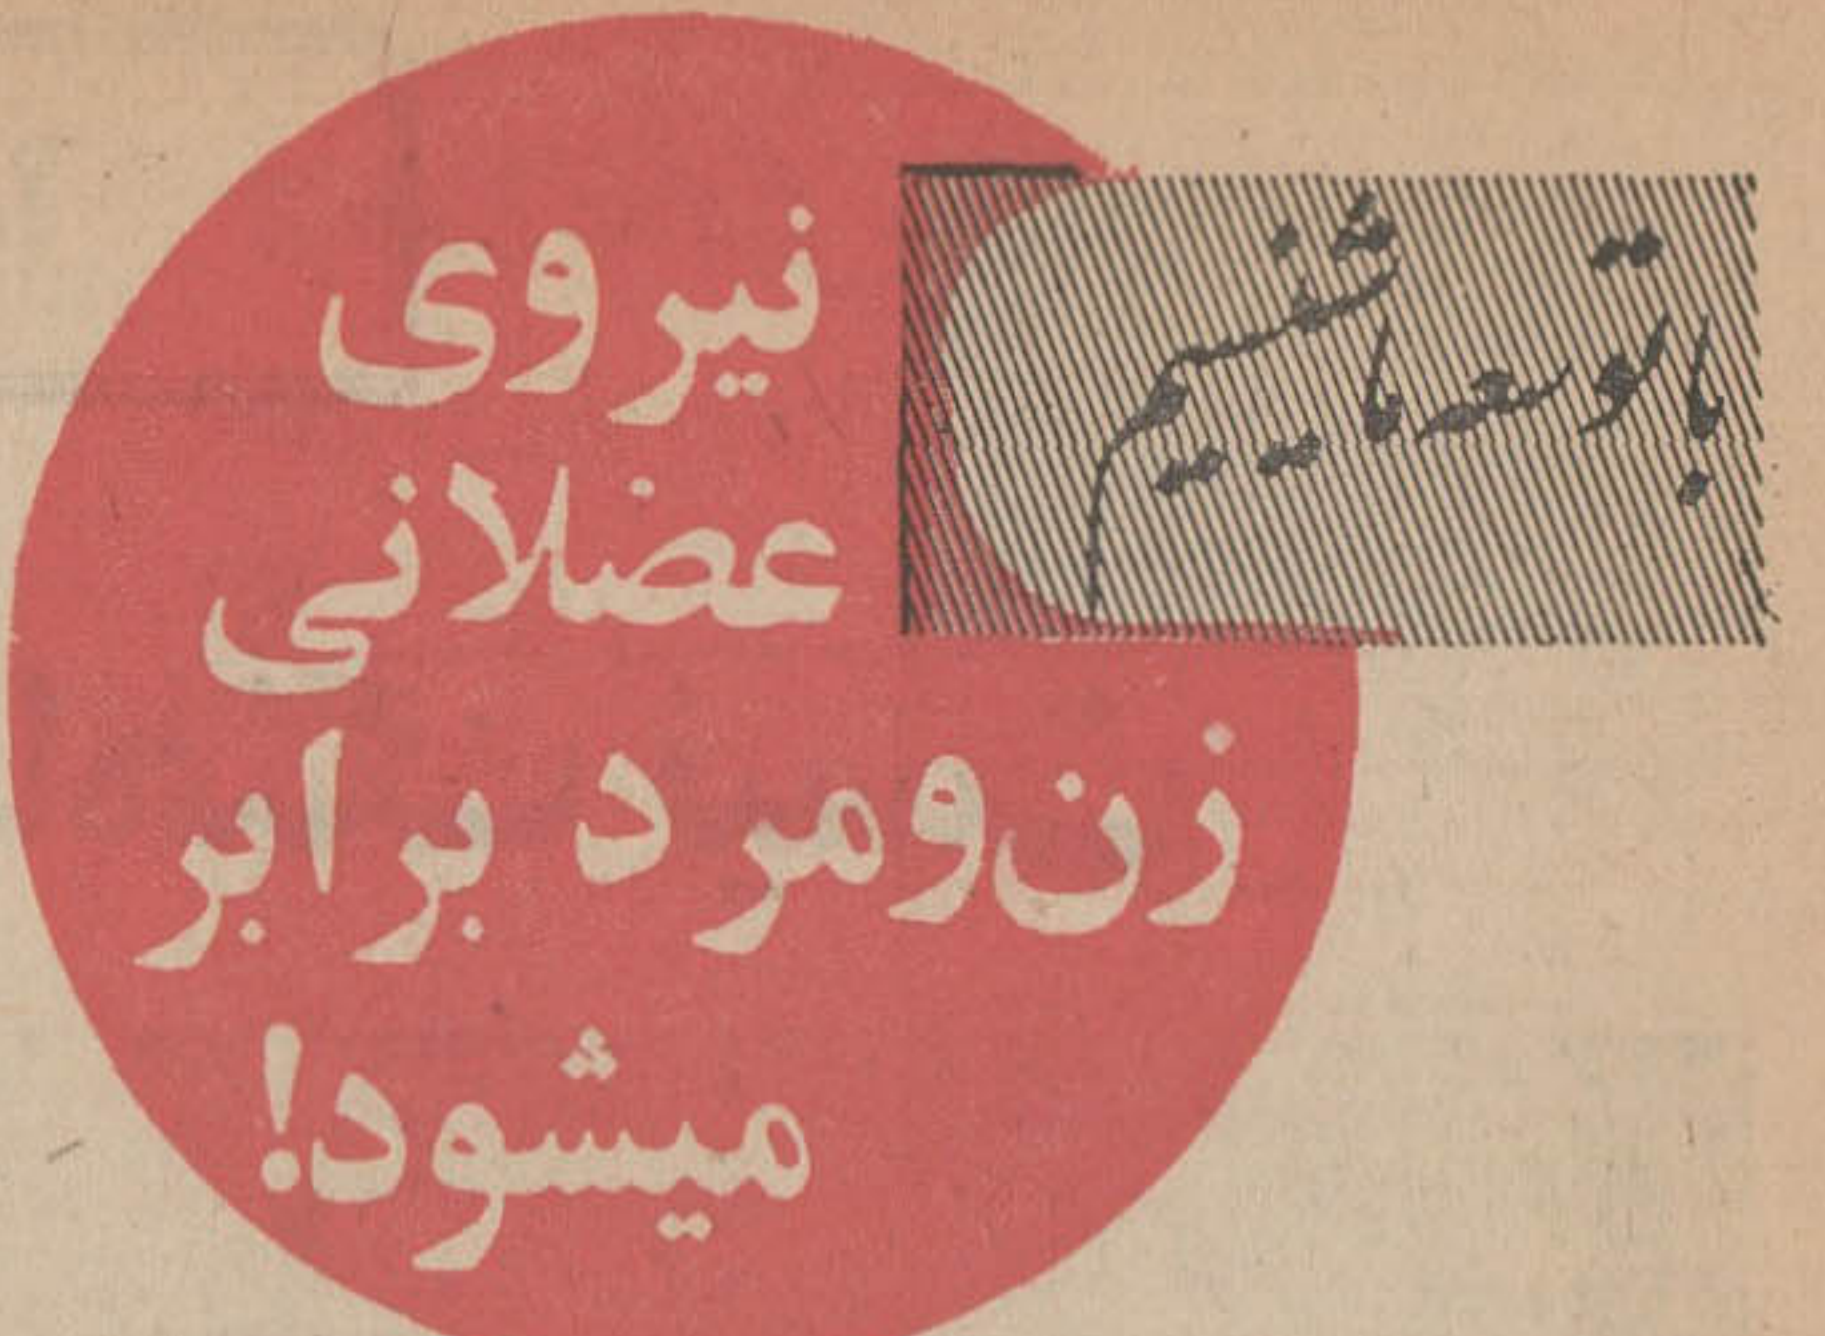 با توسعه ماشینیسم
نیروی
عضلانی
زن و مرد برابر
میشود!